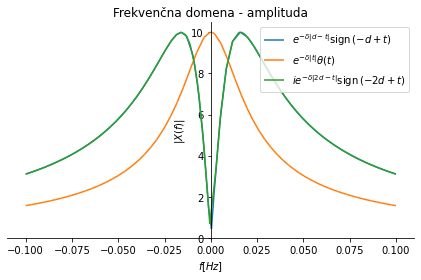 Frekvenčna domena - amplituda
10
8
6
4
2
0
|X(f)|
e^{-δ|d-t|} sign(-d+t)
e^{-δ|t|}θ(t)
ie^{-δ|2d-t|} sign(-2d+t)
−0.100 −0.075 −0.050 −0.025 0.000 0.025 0.050 0.075 0.100
f[Hz]